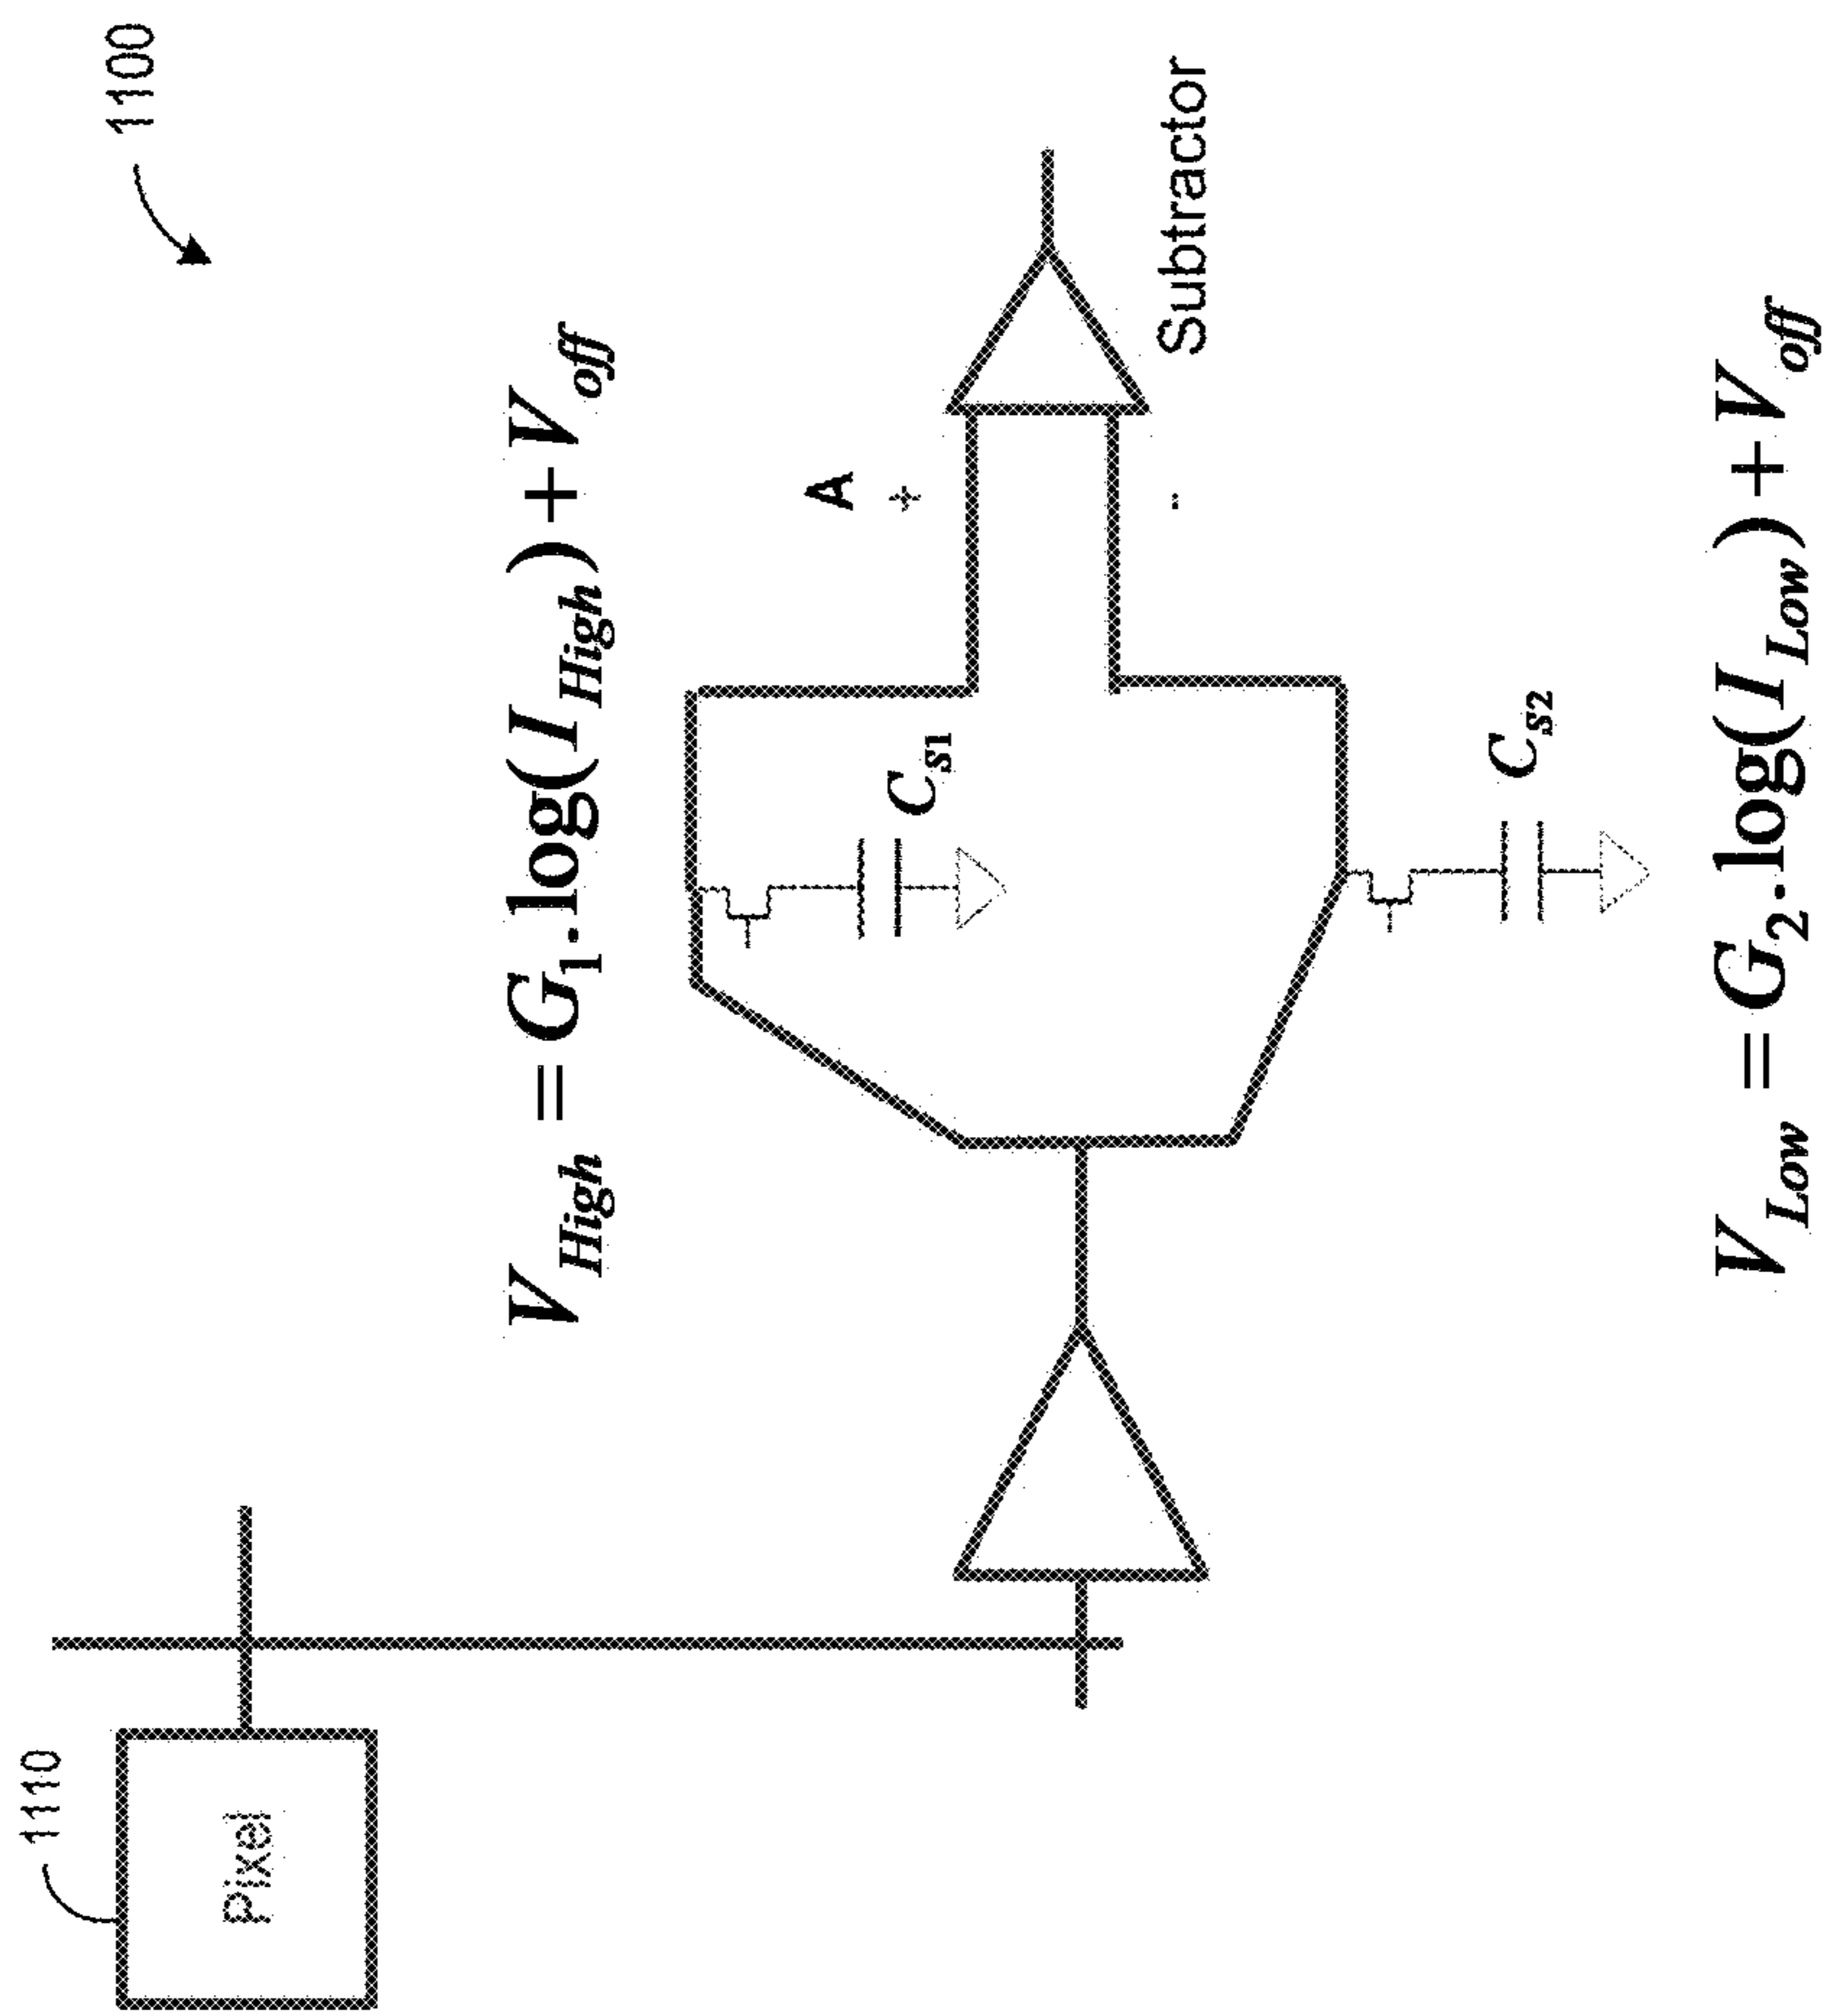 1100
1110
Pixel
V_High = G_1.log(I_High)+V_off
A
+
-
C_s1
Subtractor
C_s2
V_Low = G_2.log(I_Low)+V_off